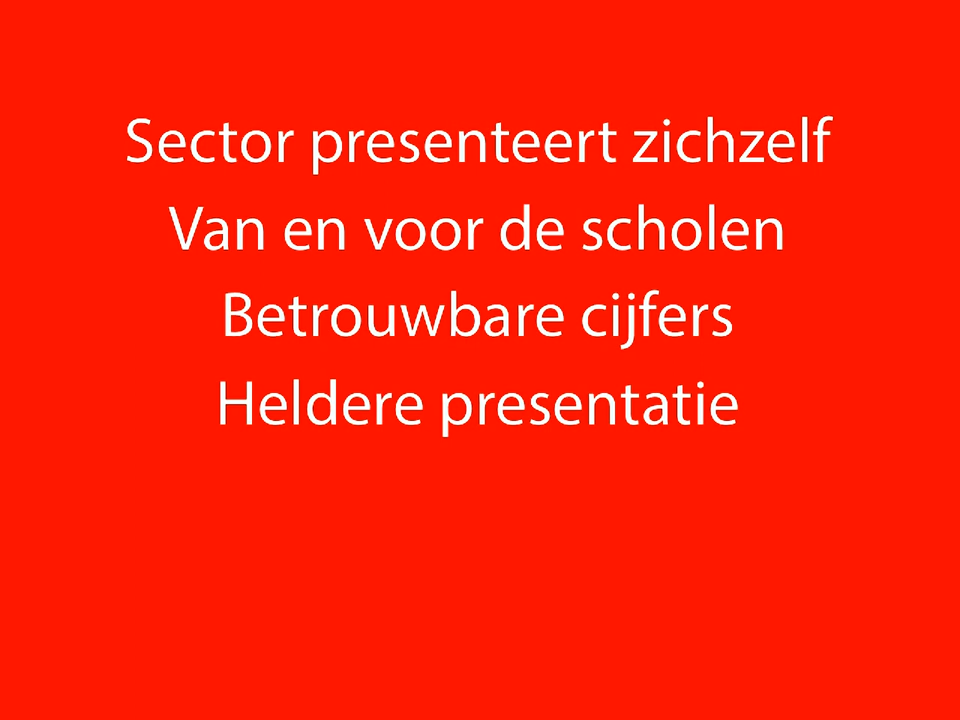 Sector presenteert zichzelf
Van en voor de scholen
Betrouwbare cijfers
Heldere presentatie